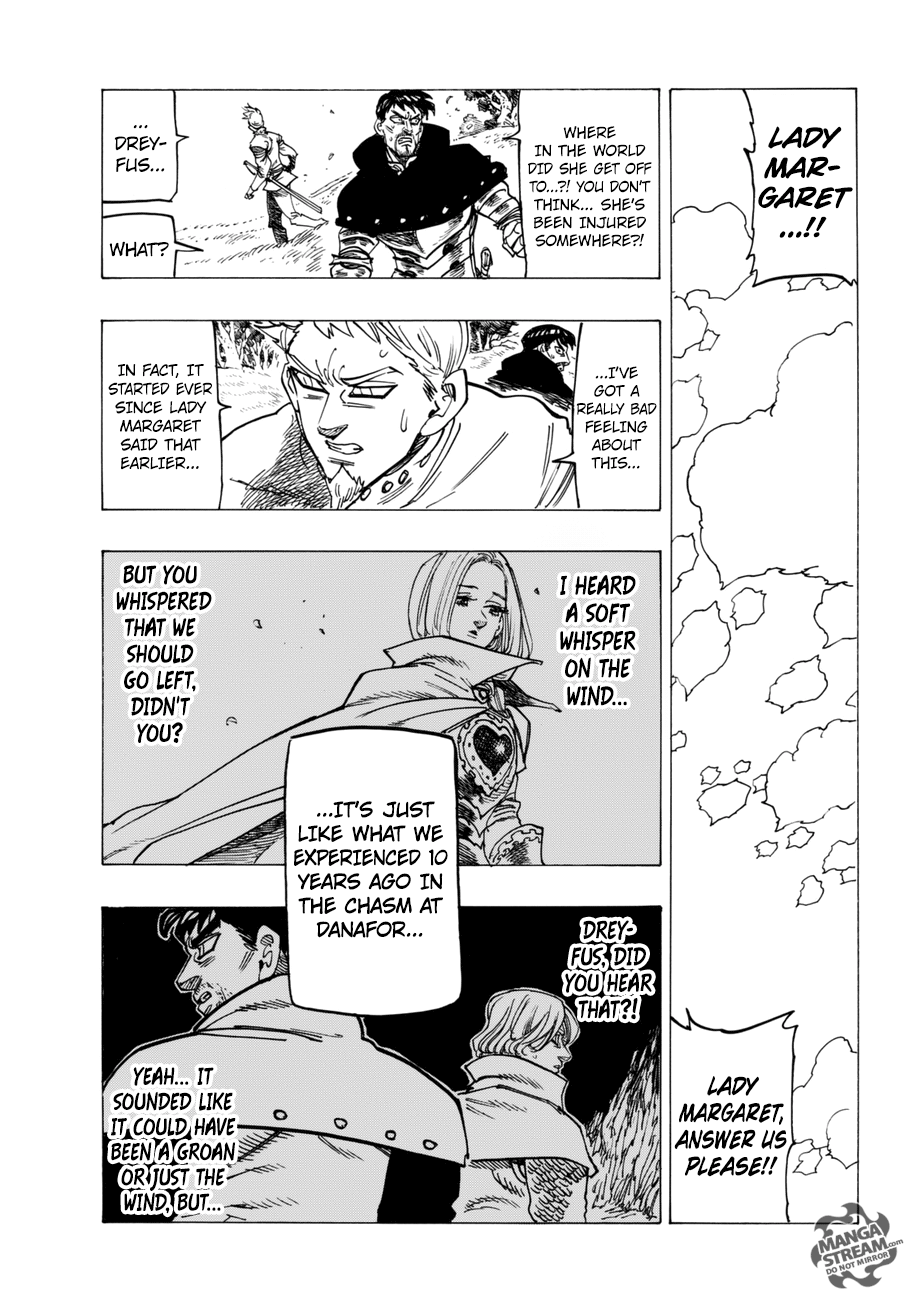 LADY
MAR-
GARET
...!!
LADY
MARGARET,
ANSWER US
PLEASE!!
WHERE
IN THE WORLD
DID SHE GET OFF
TO...?! YOU DON'T
THINK... SHE'S
BEEN INJURED
SOMEWHERE?!
...
DREY-
FUS...
WHAT?
...I'VE
GOT A
REALLY BAD
FEELING
ABOUT
THIS...
IN FACT, IT
STARTED EVER
SINCE LADY
MARGARET
SAID THAT
EARLIER...
I HEARD
A SOFT
WHISPER
ON THE
WIND...
BUT YOU
WHISPERED
THAT WE
SHOULD
GO LEFT,
DIDN'T
YOU?
...IT'S JUST
LIKE WHAT WE
EXPERIENCED 10
YEARS AGO IN
THE CHASM AT
DANAFOR...
DREY-
FUS, DID
YOU HEAR
THAT?!
YEAH... IT
SOUNDED LIKE
IT COULD HAVE
BEEN A GROAN
OR JUST THE
WIND, BUT...
MANGA
STREAM.com
DO NOT MIRROR